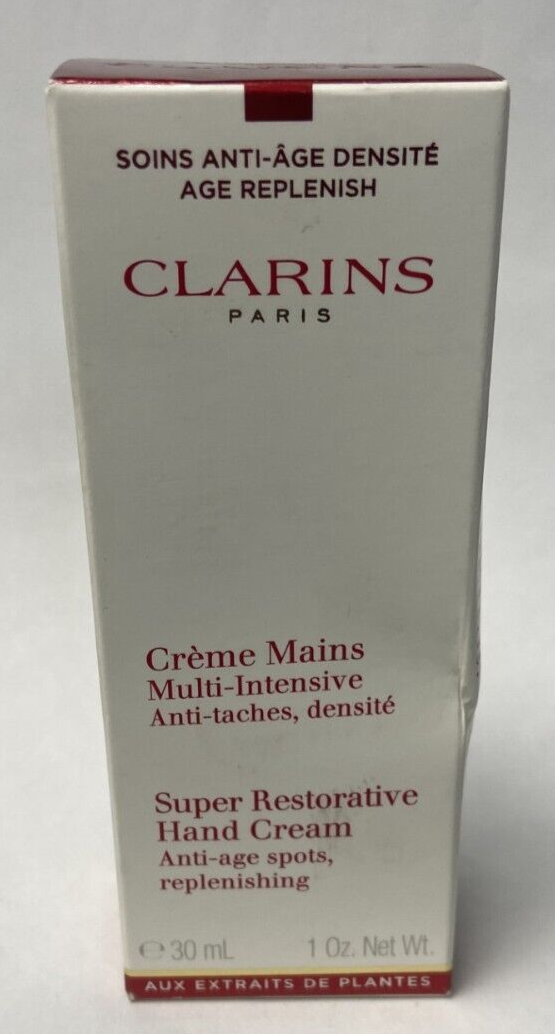 SOINS ANTI-ÂGE DENSITÉ
AGE REPLENISH
CLARINS
PARIS
Crème Mains
Multi-Intensive
Anti-taches, densité
Super Restorative
Hand Cream
Anti-age spots,
replenishing
℮ 30 mL 1 Oz. Net Wt.
AUX EXTRAITS DE PLANTES